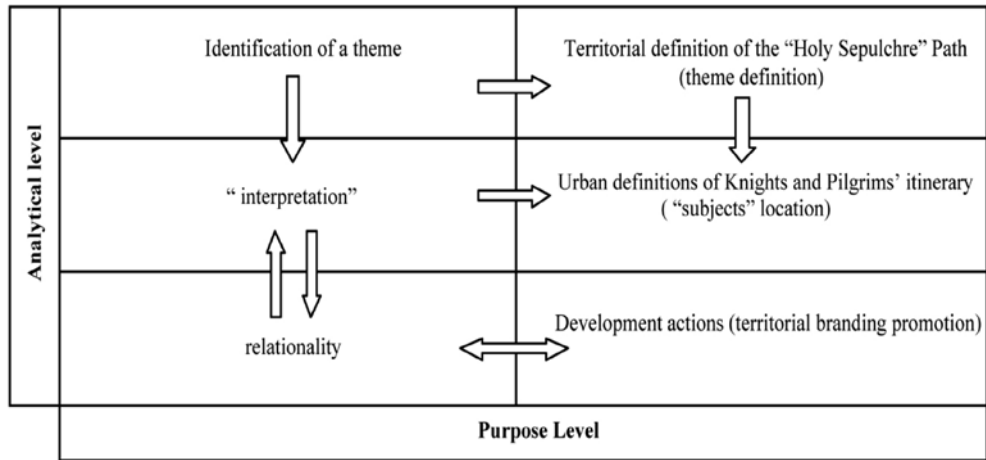 Analytical level
Identification of a theme
Territorial definition of the “Holy Sepulchre” Path
(theme definition)
“ interpretation”
Urban definitions of Knights and Pilgrims’ itinerary
( “subjects” location)
relationality
Development actions (territorial branding promotion)
Purpose Level